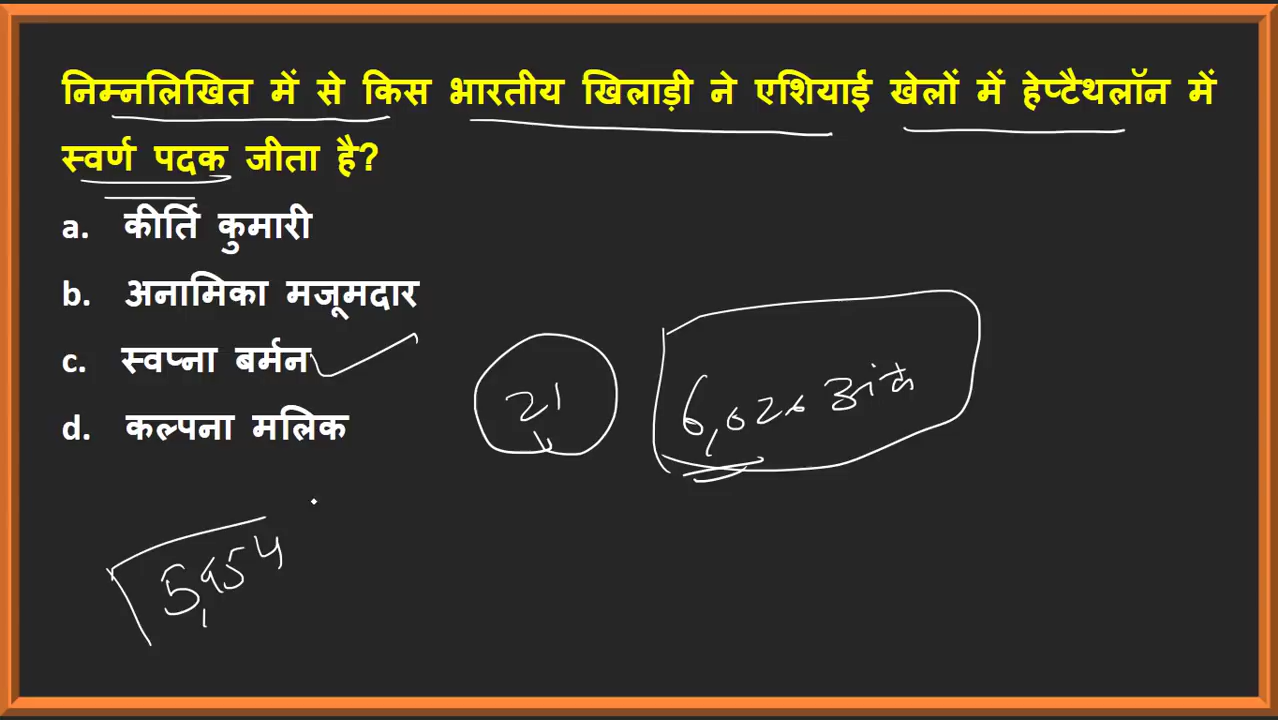 निम्नलिखित में से किस भारतीय खिलाड़ी ने एशियाई खेलों में हेप्टैथलॉन में
स्वर्ण पदक जीता है?
a. कीर्ति कुमारी
b. अनामिका मजूमदार
c. स्वप्ना बर्मन
d. कल्पना मलिक
21
6,026 अंक
5,954